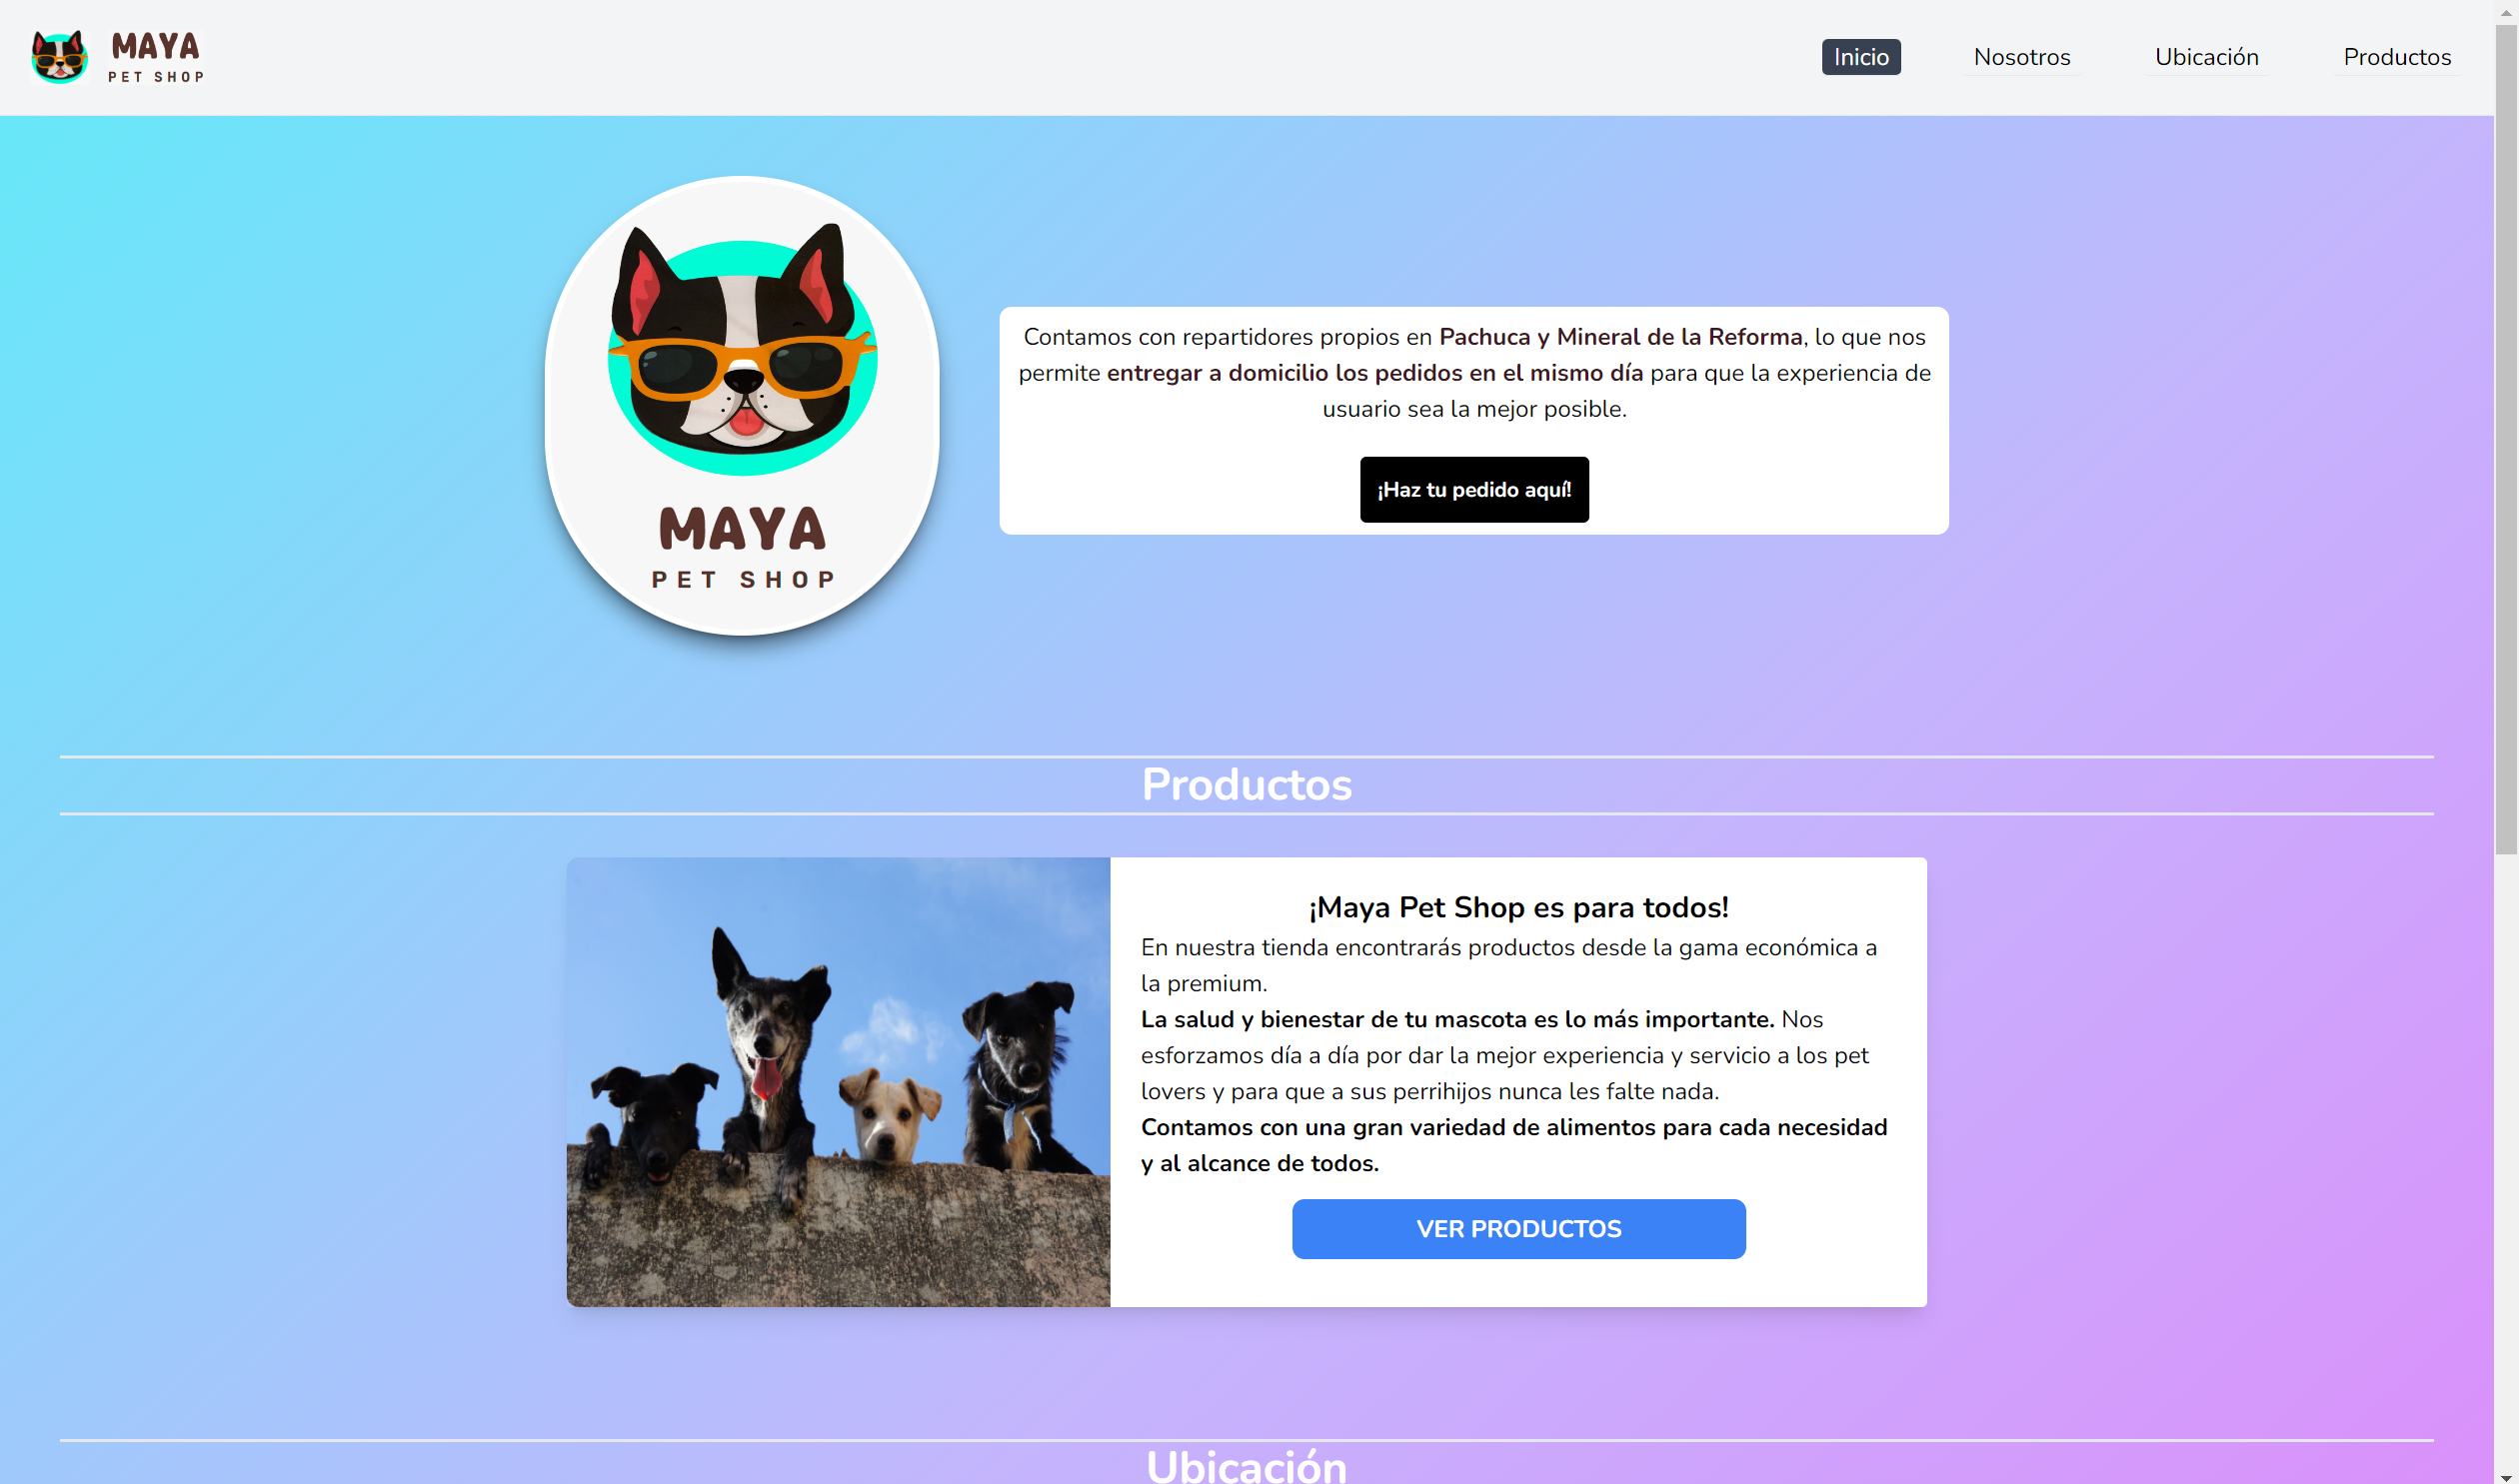 MAYA
PET SHOP
Inicio
Nosotros
Ubicación
Productos
MAYA
PET SHOP
Contamos con repartidores propios en Pachuca y Mineral de la Reforma, lo que nos
permite entregar a domicilio los pedidos en el mismo día para que la experiencia de
usuario sea la mejor posible.
¡Haz tu pedido aquí!
Productos
¡Maya Pet Shop es para todos!
En nuestra tienda encontrarás productos desde la gama económica a
la premium.
La salud y bienestar de tu mascota es lo más importante. Nos
esforzamos día a día por dar la mejor experiencia y servicio a los pet
lovers y para que a sus perrihijos nunca les falte nada.
Contamos con una gran variedad de alimentos para cada necesidad
y al alcance de todos.
VER PRODUCTOS
Ubicación